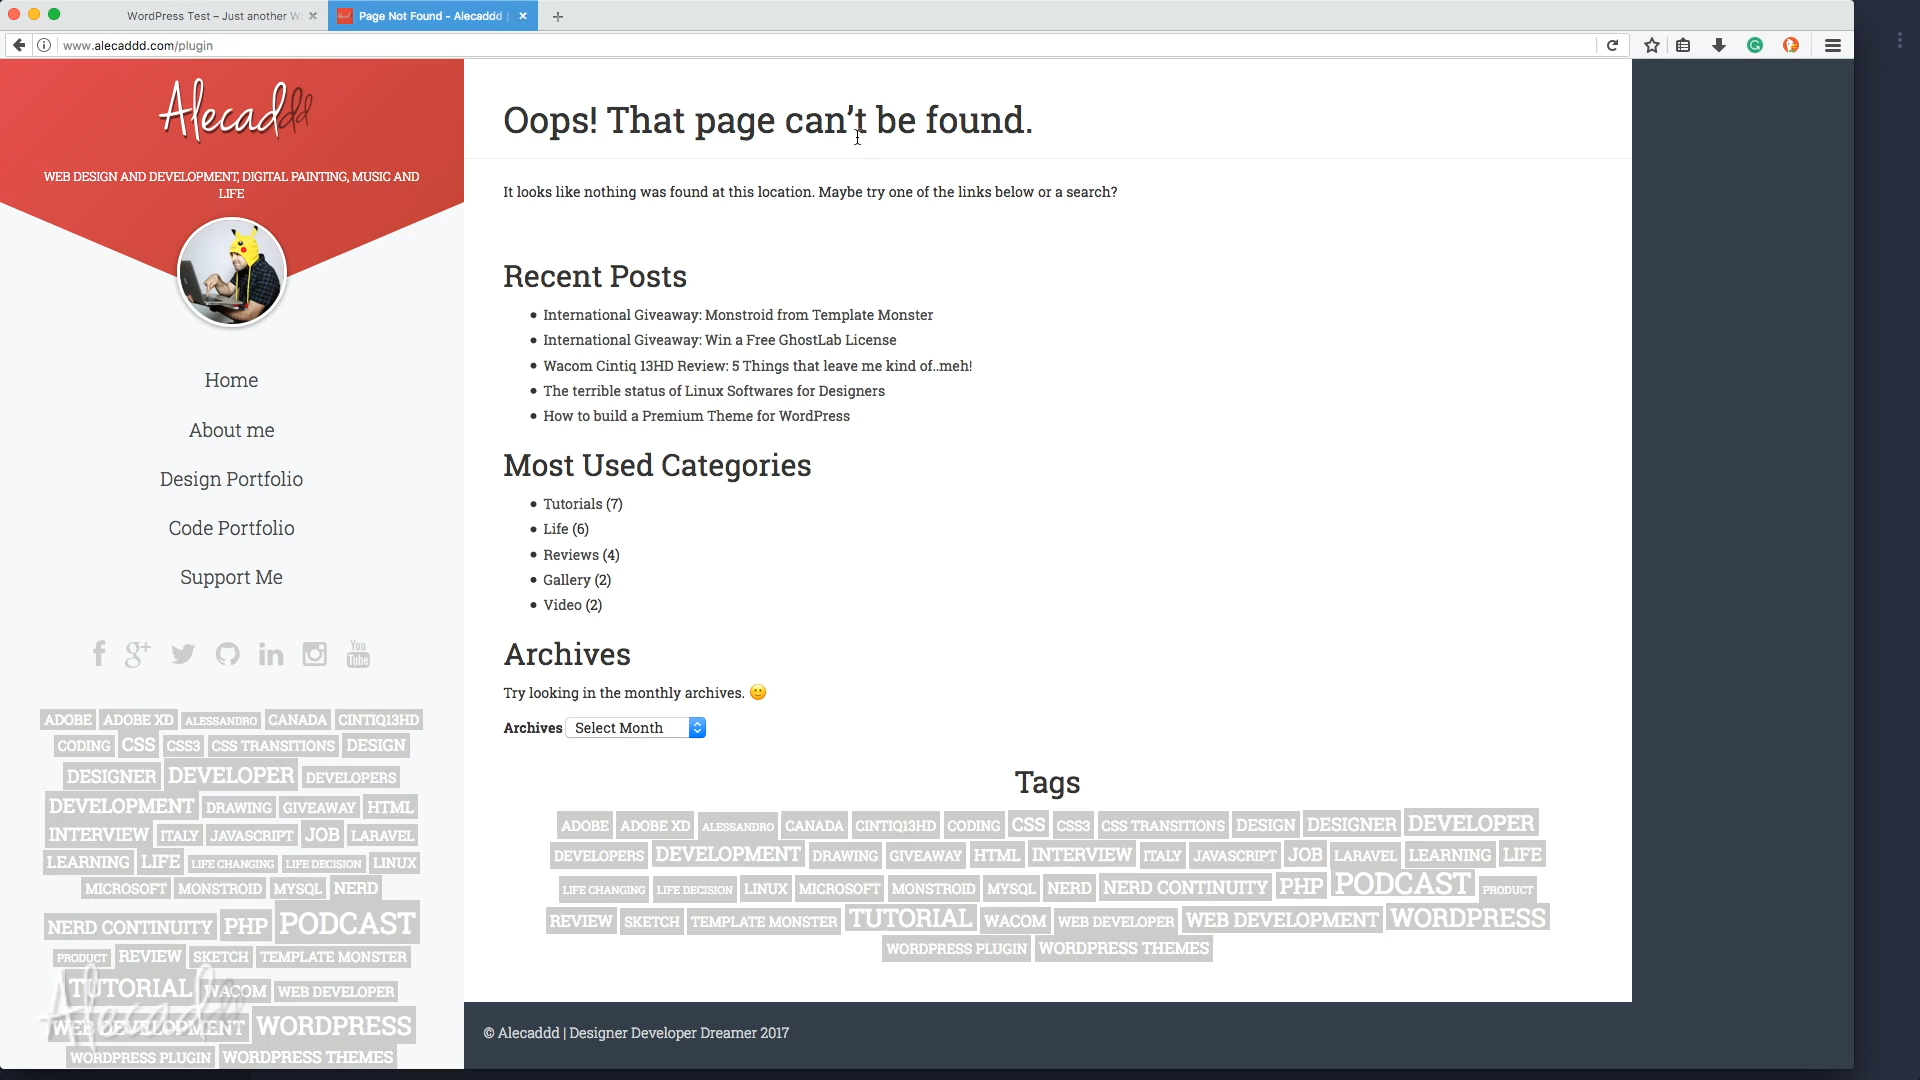 WordPress Test – Just another W
Page Not Found - Alecaddd
www.alecaddd.com/plugin
Alecaddd
WEB DESIGN AND DEVELOPMENT, DIGITAL PAINTING, MUSIC AND
LIFE
Home
About me
Design Portfolio
Code Portfolio
Support Me
ADOBE ADOBE XD ALESSANDRO CANADA CINTIQ13HD
CODING CSS CSS3 CSS TRANSITIONS DESIGN
DESIGNER DEVELOPER DEVELOPERS
DEVELOPMENT DRAWING GIVEAWAY HTML
INTERVIEW ITALY JAVASCRIPT JOB LARAVEL
LEARNING LIFE LIFE CHANGING LIFE DECISION LINUX
MICROSOFT MONSTROID MYSQL NERD
NERD CONTINUITY PHP PODCAST
PRODUCT REVIEW SKETCH TEMPLATE MONSTER
TUTORIAL WACOM WEB DEVELOPER
WEB DEVELOPMENT WORDPRESS
WORDPRESS PLUGIN WORDPRESS THEMES
Alecaddd
Oops! That page can’t be found.
It looks like nothing was found at this location. Maybe try one of the links below or a search?
Recent Posts
International Giveaway: Monstroid from Template Monster
International Giveaway: Win a Free GhostLab License
Wacom Cintiq 13HD Review: 5 Things that leave me kind of..meh!
The terrible status of Linux Softwares for Designers
How to build a Premium Theme for WordPress
Most Used Categories
Tutorials (7)
Life (6)
Reviews (4)
Gallery (2)
Video (2)
Archives
Try looking in the monthly archives. 🙂
Archives Select Month
Tags
ADOBE ADOBE XD ALESSANDRO CANADA CINTIQ13HD CODING CSS CSS3 CSS TRANSITIONS DESIGN DESIGNER DEVELOPER
DEVELOPERS DEVELOPMENT DRAWING GIVEAWAY HTML INTERVIEW ITALY JAVASCRIPT JOB LARAVEL LEARNING LIFE
LIFE CHANGING LIFE DECISION LINUX MICROSOFT MONSTROID MYSQL NERD NERD CONTINUITY PHP PODCAST PRODUCT
REVIEW SKETCH TEMPLATE MONSTER TUTORIAL WACOM WEB DEVELOPER WEB DEVELOPMENT WORDPRESS
WORDPRESS PLUGIN WORDPRESS THEMES
© Alecaddd | Designer Developer Dreamer 2017